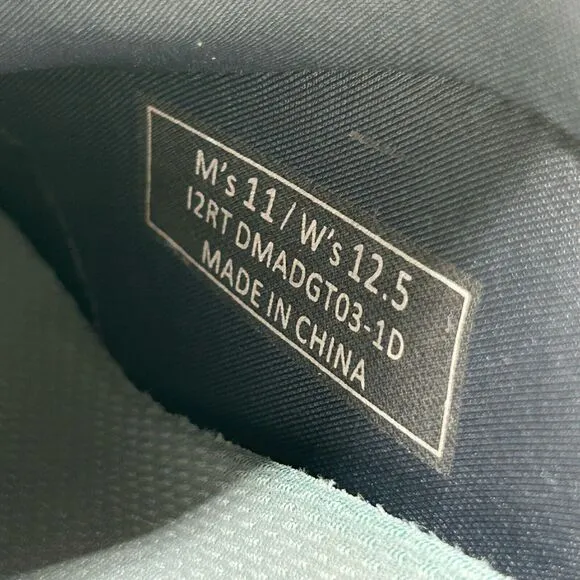 M's 11 / W's 12.5
I2RT DMADGT03-1D
MADE IN CHINA